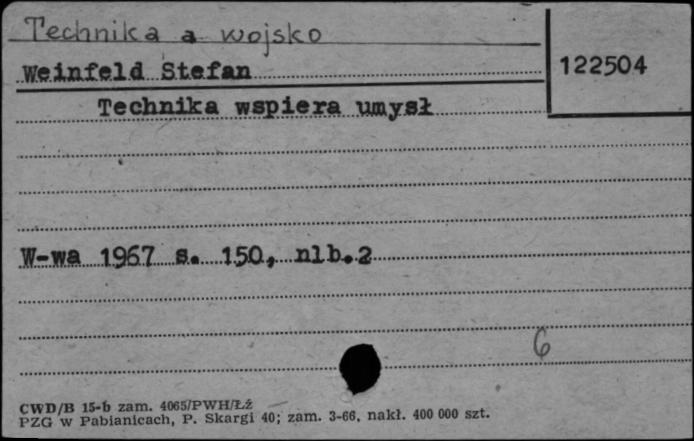 Technika a wojsko
Weinfeld Stefan
122504
Technika wspiera umysł
W-wa 1967 s. 150, nlb.2
6
CWD/B 15-b zam. 4065/PWH/Łź
PZG w Pabianicach, P. Skargi 40; zam. 3-66, nakł. 400 000 szt.